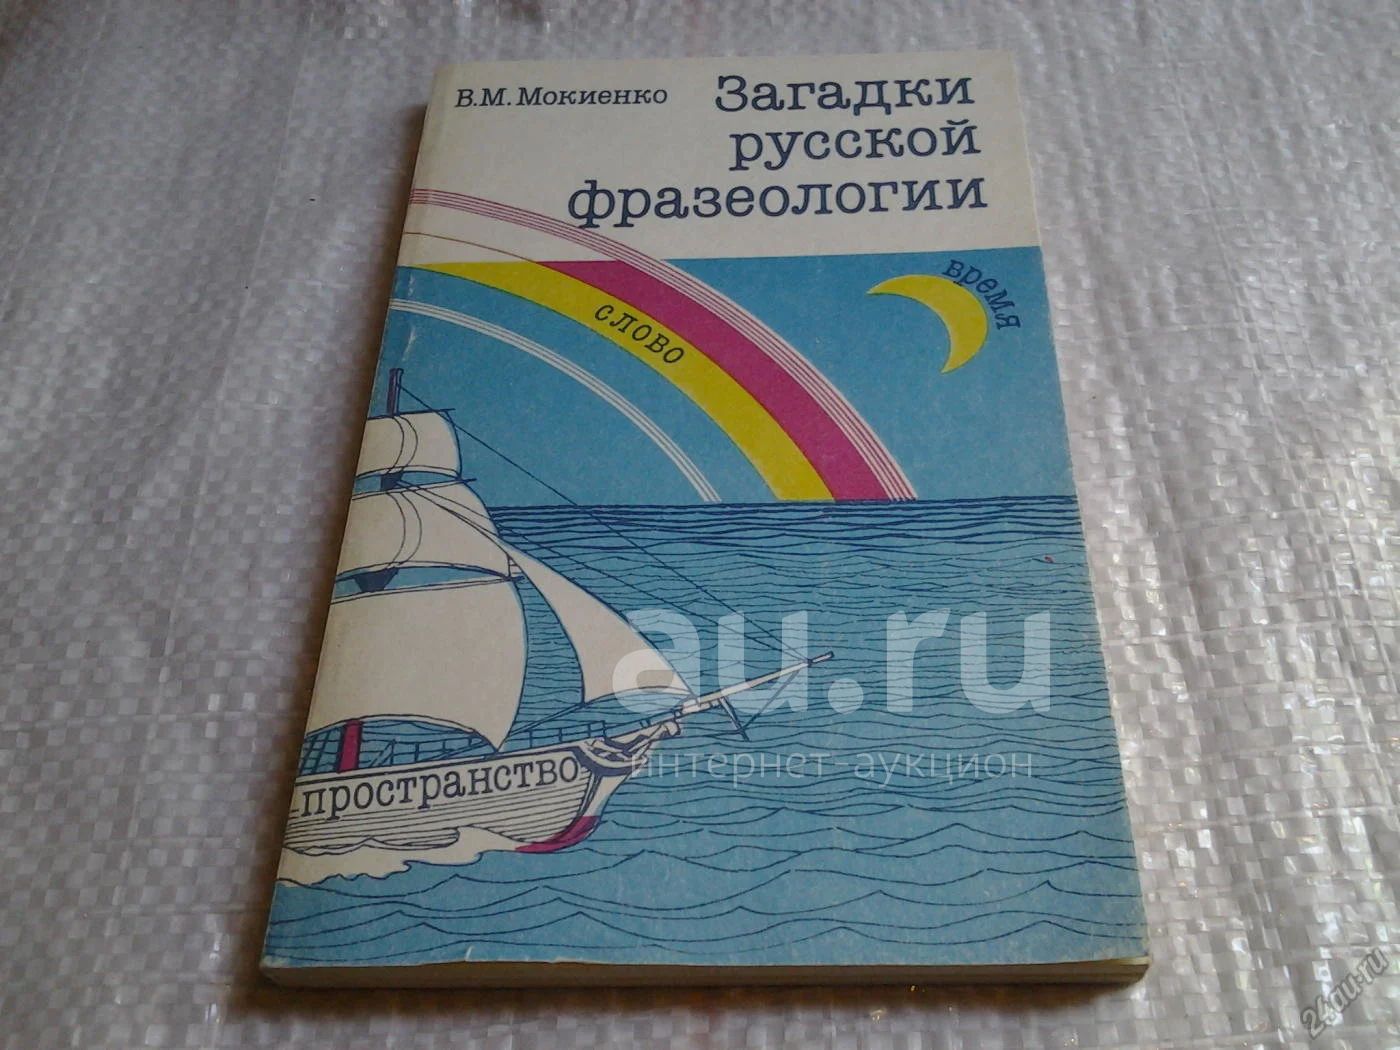 В.М.Мокиенко
Загадки
русской
фразеологии
время
слово
пространство
au.ru
интернет-аукцион
24au.ru